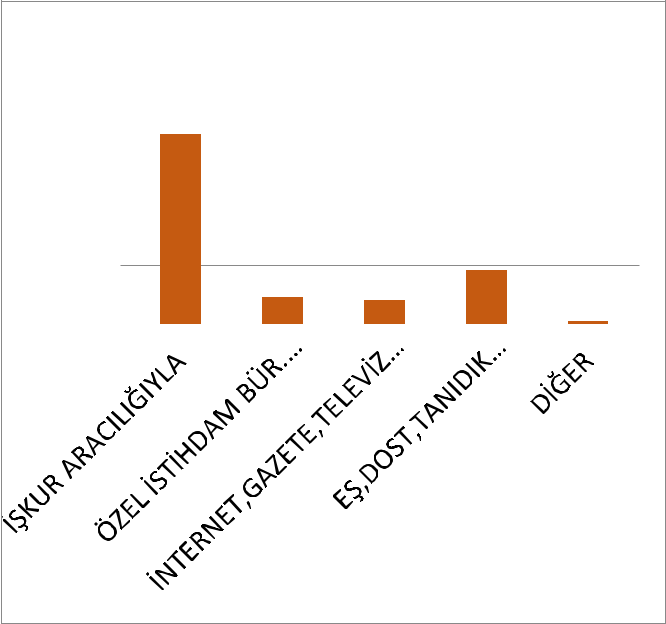 İŞKUR ARACILIĞIYLA
ÖZEL İSTİHDAM BÜR....
İNTERNET,GAZETE,TELEVİZ...
EŞ,DOST,TANIDIK...
DİĞER